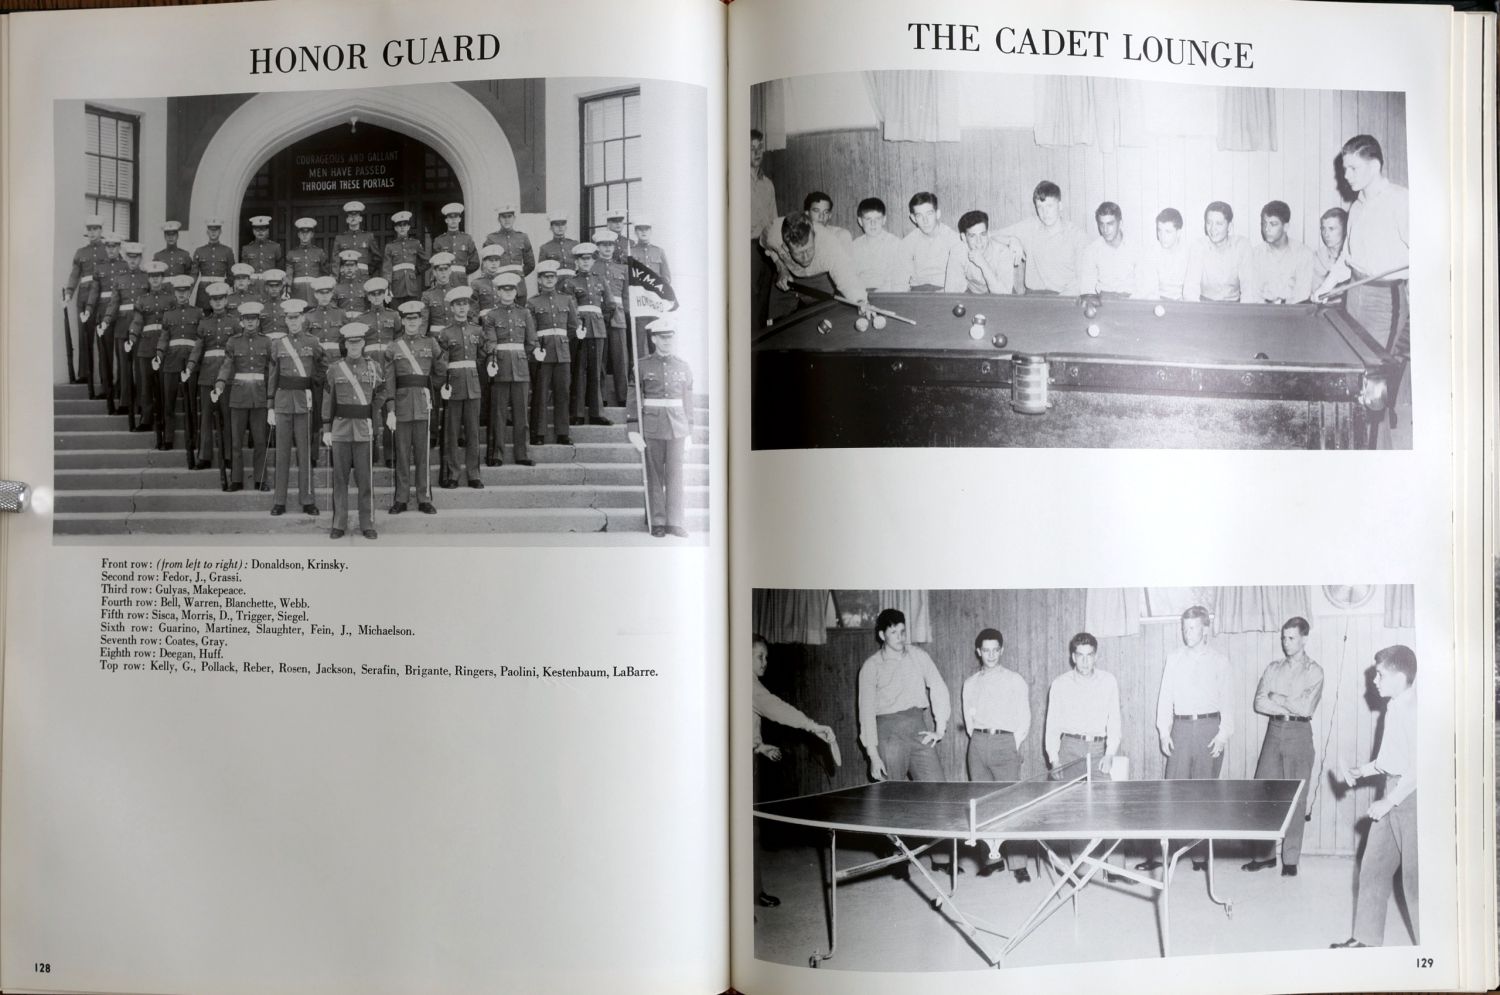 HONOR GUARD
COURAGEOUS AND GALLANT
MEN HAVE PASSED
THROUGH THESE PORTALS
Front row: (from left to right): Donaldson, Krinsky.
Second row: Fedor, J., Grassi.
Third row: Gulyas, Makepeace.
Fourth row: Bell, Warren, Blanchette, Webb.
Fifth row: Sisca, Morris, D., Trigger, Siegel.
Sixth row: Guarino, Martinez, Slaughter, Fein, J., Michaelson.
Seventh row: Coates, Gray.
Eighth row: Deegan, Huff.
Top row: Kelly, G., Pollack, Reber, Rosen, Jackson, Serafin, Brigante, Ringers, Paolini, Kestenbaum, LaBarre.
128
THE CADET LOUNGE
129